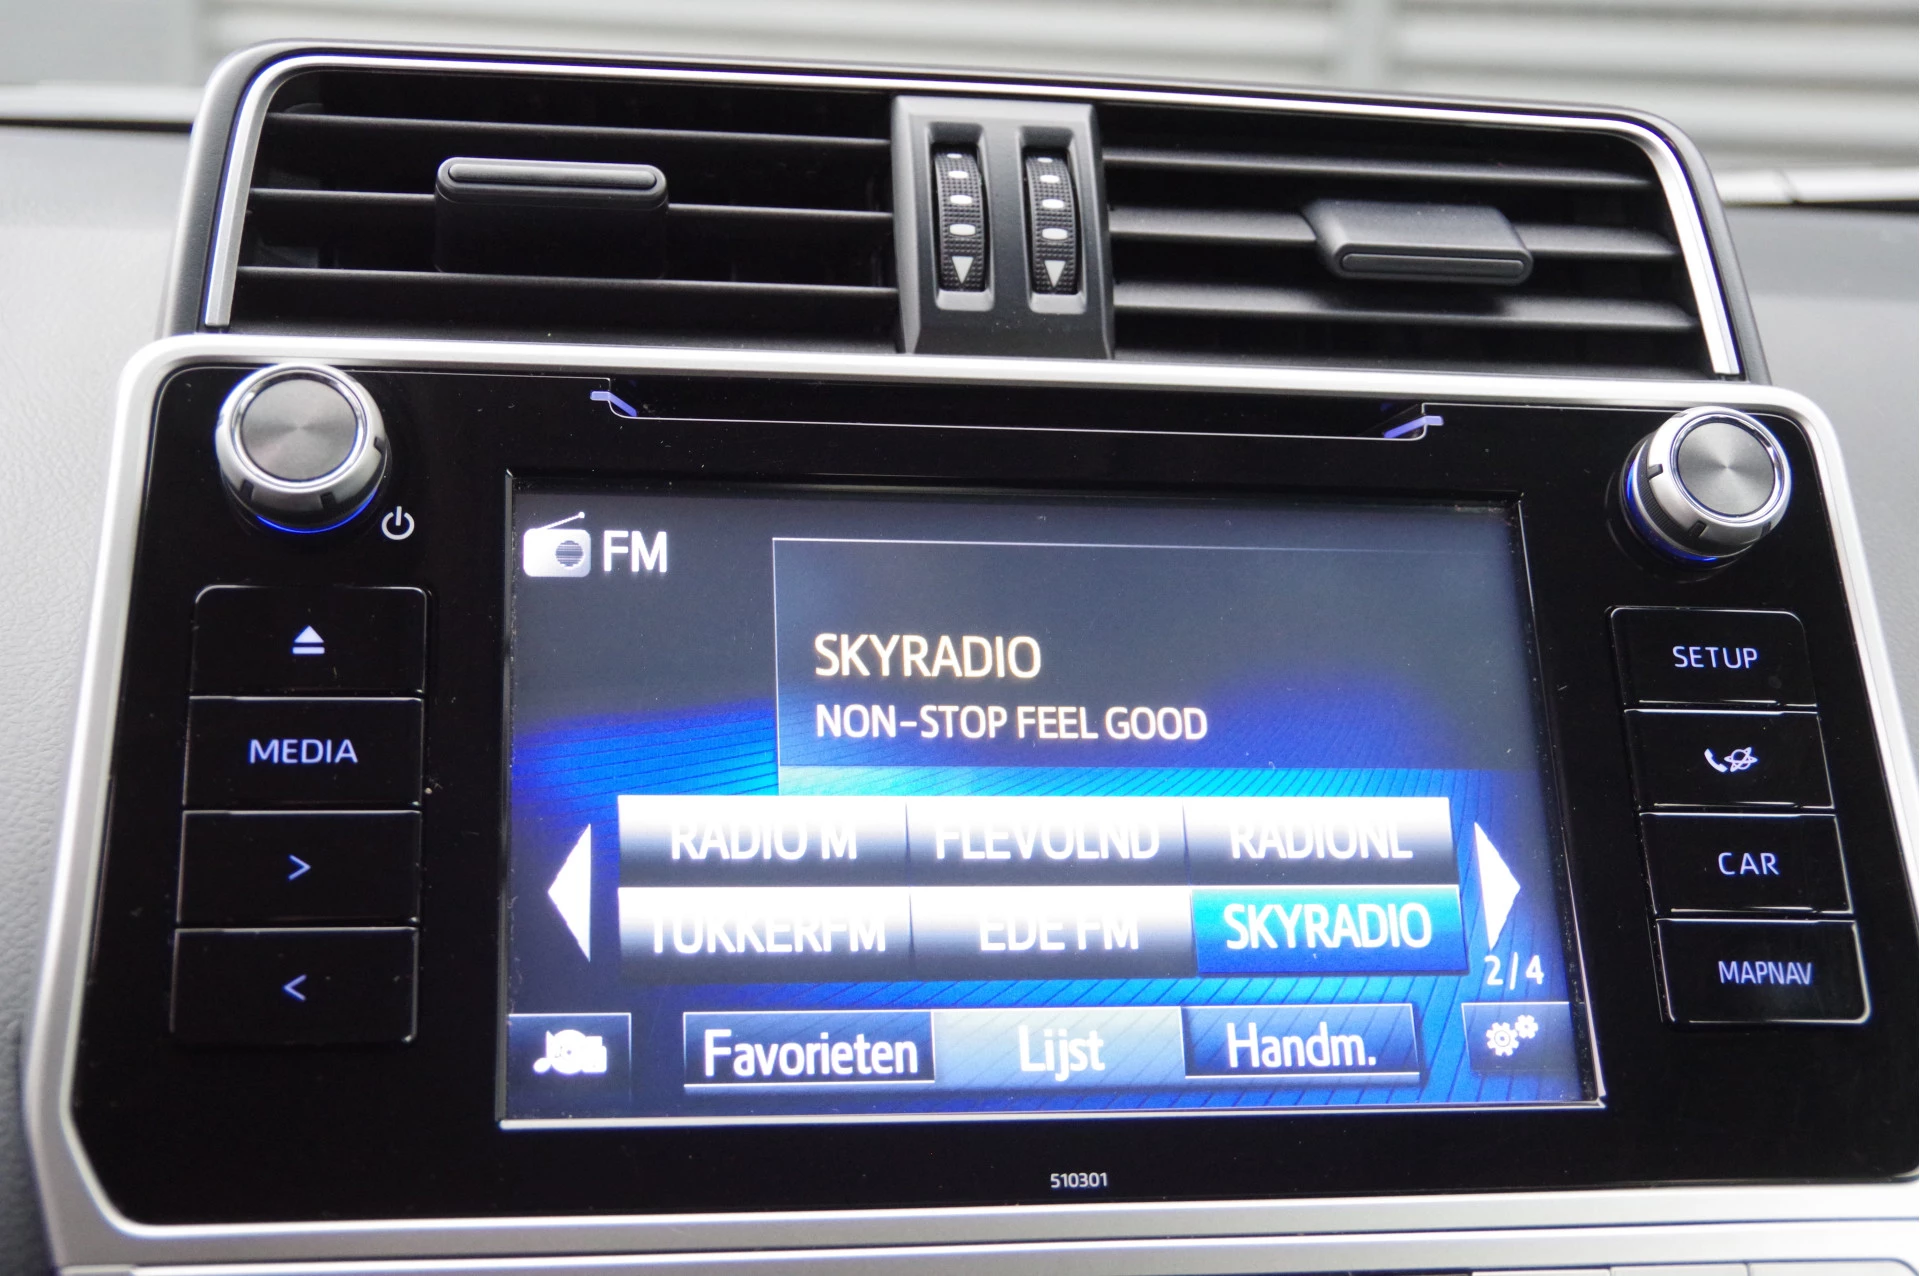 FM
SKYRADIO
NON-STOP FEEL GOOD
RADIO M FLEVOLND RADIONL
TUKKERFM EDE FM SKYRADIO
2/4
Favorieten Lijst Handm.
MEDIA
>
<
SETUP
CAR
MAPNAV
510301